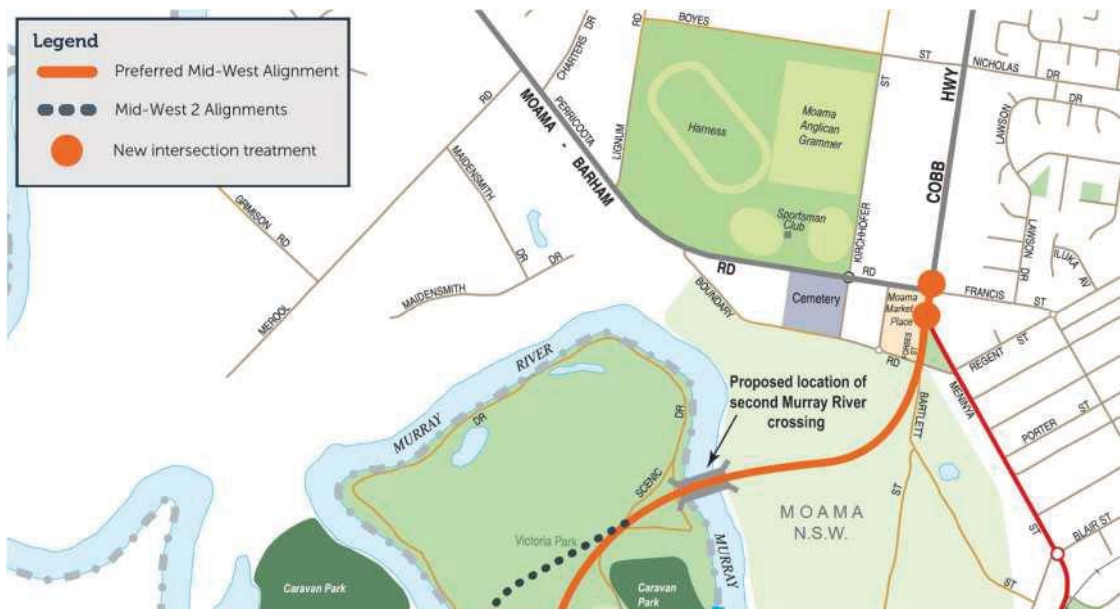 Legend
Preferred Mid-West Alignment
Mid-West 2 Alignments
New intersection treatment
RD
CHARTERS DR
PERRICOOTA
MOAMA - BARHAM
RD
LIGNUM
RD
BOYES
ST
NICHOLAS
DR
DR
COBB HWY
LAWSON
LAWSON DR
ILUKA AV
ST
KIRCHHOFER
Harness
Moama
Anglican
Grammer
Sportsman
Club
MAIDENSMITH
DR
MAIDENSMITH
DR
GRIMISON RD
MEROOL
RD
RD
BOUNDARY
RD
Cemetery
Moama
Market
Place
FORBES
ST
FRANCIS
ST
REGENT ST
MENINYA
ST
PORTER ST
BLAIR ST
BARTLETT
ST
ST
MURRAY RIVER
MURRAY
DR
DR
SCENIC
Proposed location of
second Murray River
crossing
MOAMA
N.S.W.
Victoria Park
Caravan Park
Caravan
Park
MURRAY